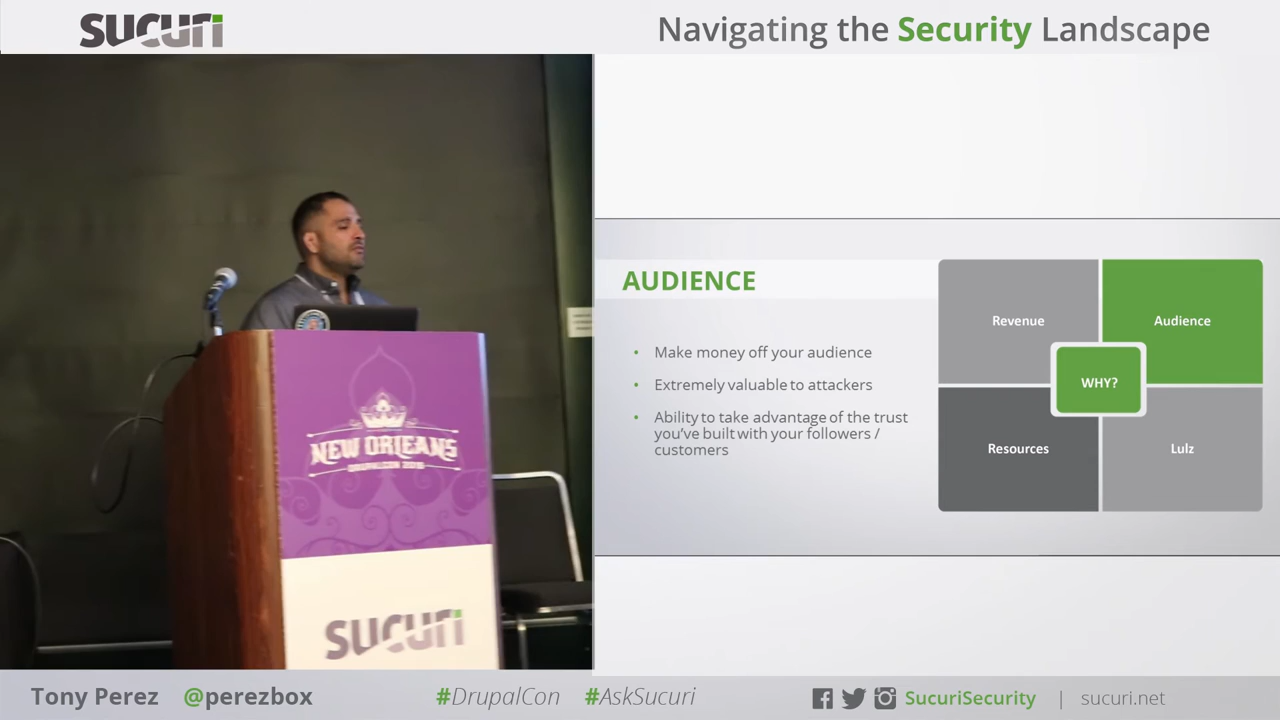 sucuri
Navigating the Security Landscape
AUDIENCE
• Make money off your audience
• Extremely valuable to attackers
• Ability to take advantage of the trust
you've built with your followers /
customers
Revenue
Audience
WHY?
Resources
Lulz
NEW ORLEANS
DRUPALCON 2016
sucuri
Tony Perez @perezbox #DrupalCon #AskSucuri SucuriSecurity | sucuri.net